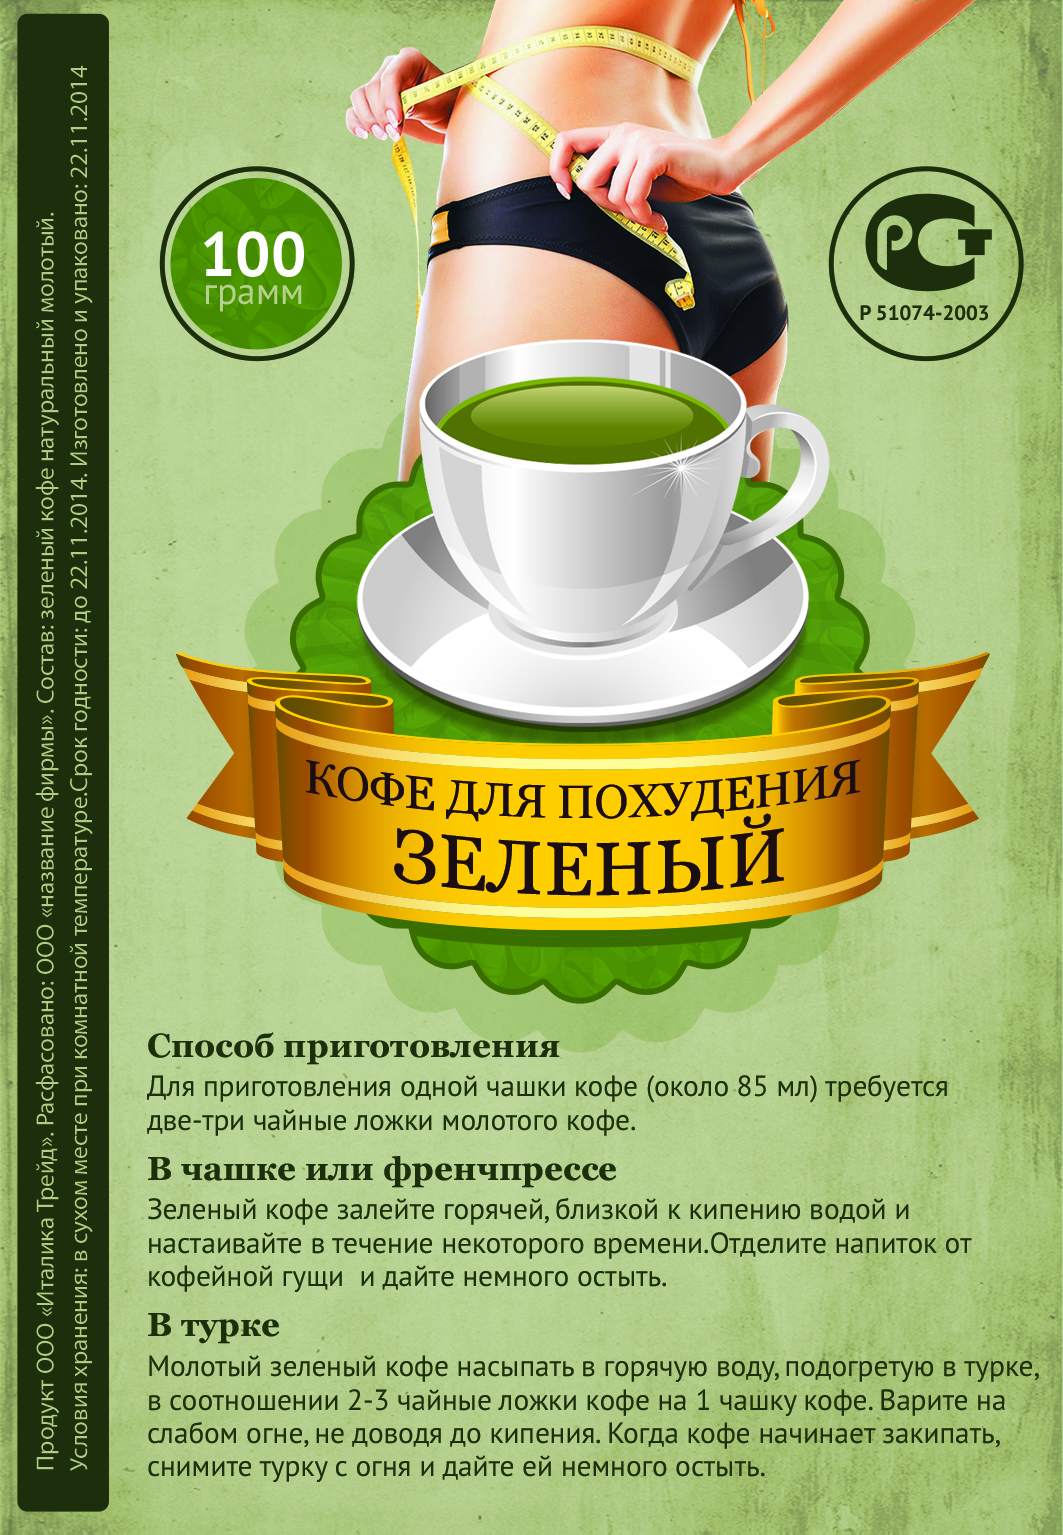 100
грамм
РСТ
Р 51074-2003
КОФЕ ДЛЯ ПОХУДЕНИЯ
ЗЕЛЕНЫЙ
Способ приготовления
Для приготовления одной чашки кофе (около 85 мл) требуется
две-три чайные ложки молотого кофе.
В чашке или френчпрессе
Зеленый кофе залейте горячей, близкой к кипению водой и
настаивайте в течение некоторого времени.Отделите напиток от
кофейной гущи и дайте немного остыть.
В турке
Молотый зеленый кофе насыпать в горячую воду, подогретую в турке,
в соотношении 2-3 чайные ложки кофе на 1 чашку кофе. Варите на
слабом огне, не доводя до кипения. Когда кофе начинает закипать,
снимите турку с огня и дайте ей немного остыть.
Продукт ООО «Италика Трейд». Расфасовано: ООО «название фирмы». Состав: зеленый кофе натуральный молотый.
Условия хранения: в сухом месте при комнатной температуре.Срок годности: до 22.11.2014. Изготовлено и упаковано: 22.11.2014